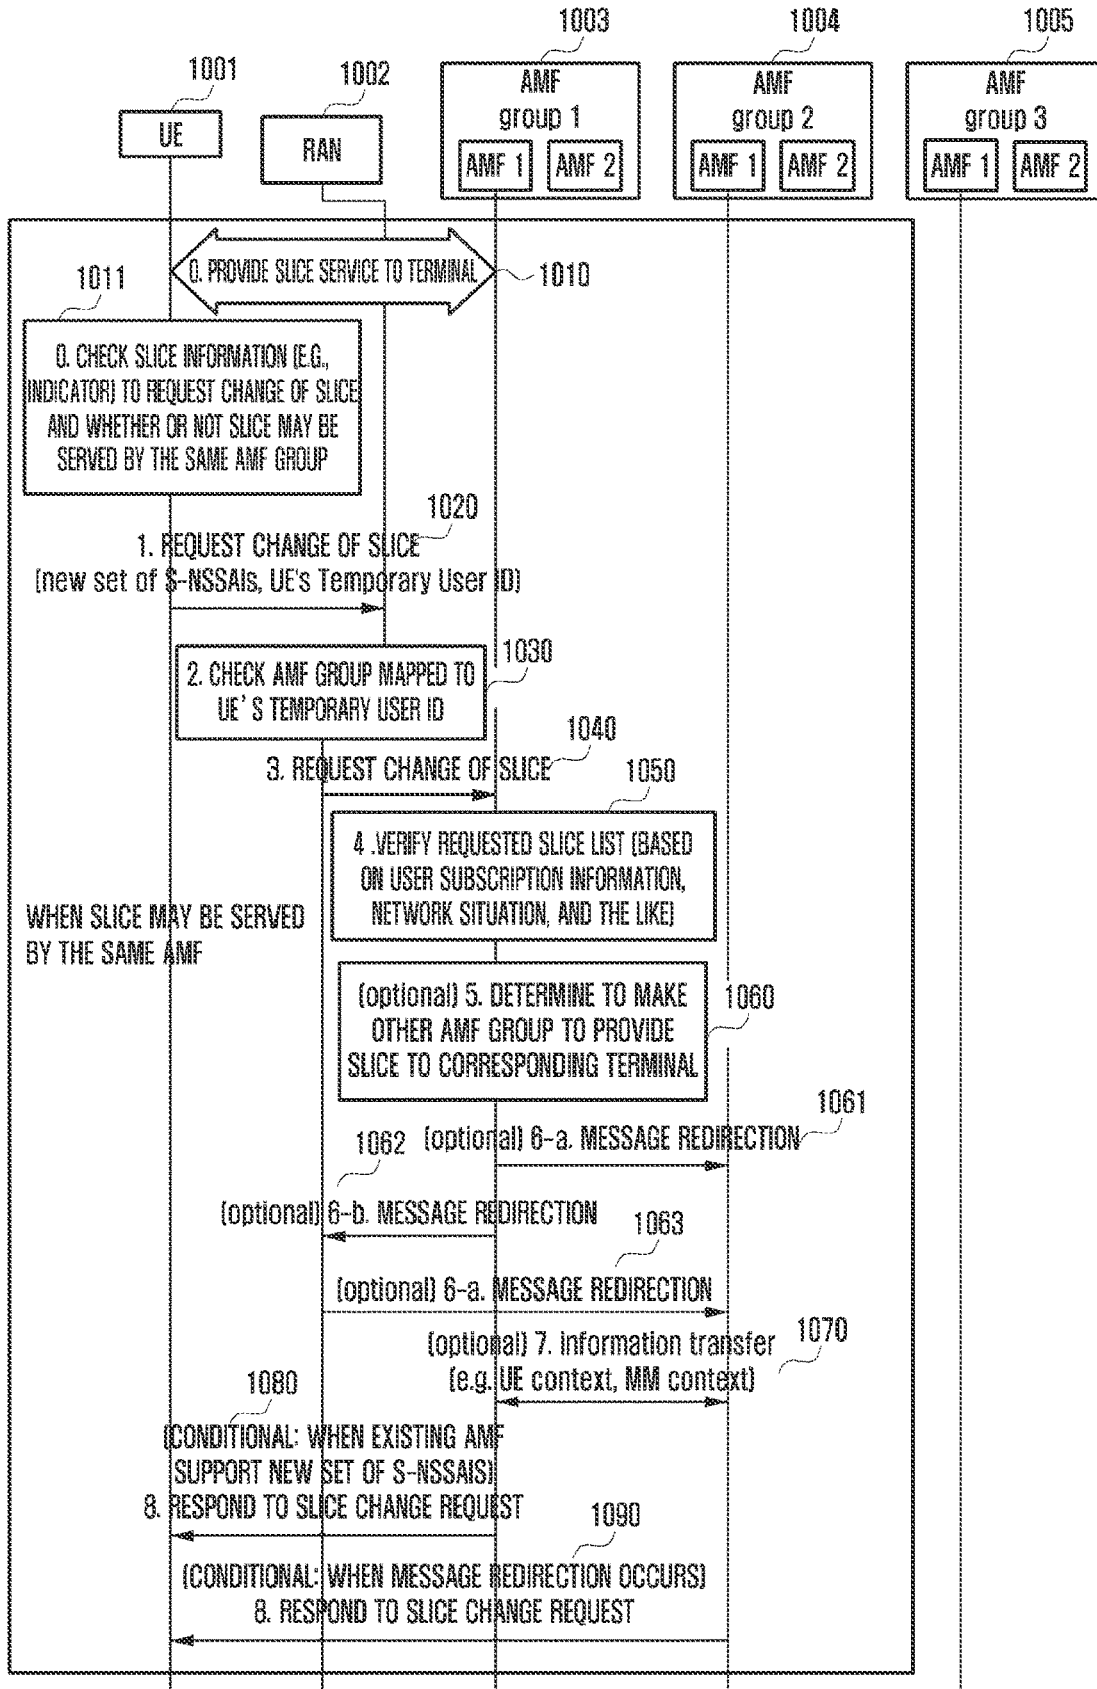 1003
1004
1005
1001
1002
UE
RAN
AMF
group 1
AMF 1
AMF 2
AMF
group 2
AMF 1
AMF 2
AMF
group 3
AMF 1
AMF 2
0. PROVIDE SLICE SERVICE TO TERMINAL
1010
1011
0. CHECK SLICE INFORMATION (E.G.,
INDICATOR) TO REQUEST CHANGE OF SLICE
AND WHETHER OR NOT SLICE MAY BE
SERVED BY THE SAME AMF GROUP
1020
1. REQUEST CHANGE OF SLICE
(new set of S-NSSAIs, UE's Temporary User ID)
1030
2. CHECK AMF GROUP MAPPED TO
UE'S TEMPORARY USER ID
1040
3. REQUEST CHANGE OF SLICE
1050
4 .VERIFY REQUESTED SLICE LIST (BASED
ON USER SUBSCRIPTION INFORMATION,
NETWORK SITUATION, AND THE LIKE)
WHEN SLICE MAY BE SERVED
BY THE SAME AMF
(optional) 5. DETERMINE TO MAKE
OTHER AMF GROUP TO PROVIDE
SLICE TO CORRESPONDING TERMINAL
1060
1061
(optional) 6-a. MESSAGE REDIRECTION
1062
(optional) 6-b. MESSAGE REDIRECTION
1063
(optional) 6-a. MESSAGE REDIRECTION
(optional) 7. Information transfer
(e.g. UE context, MM context)
1070
1080
(CONDITIONAL: WHEN EXISTING AMF
SUPPORT NEW SET OF S-NSSAIS)
8. RESPOND TO SLICE CHANGE REQUEST
1090
(CONDITIONAL: WHEN MESSAGE REDIRECTION OCCURS)
8. RESPOND TO SLICE CHANGE REQUEST